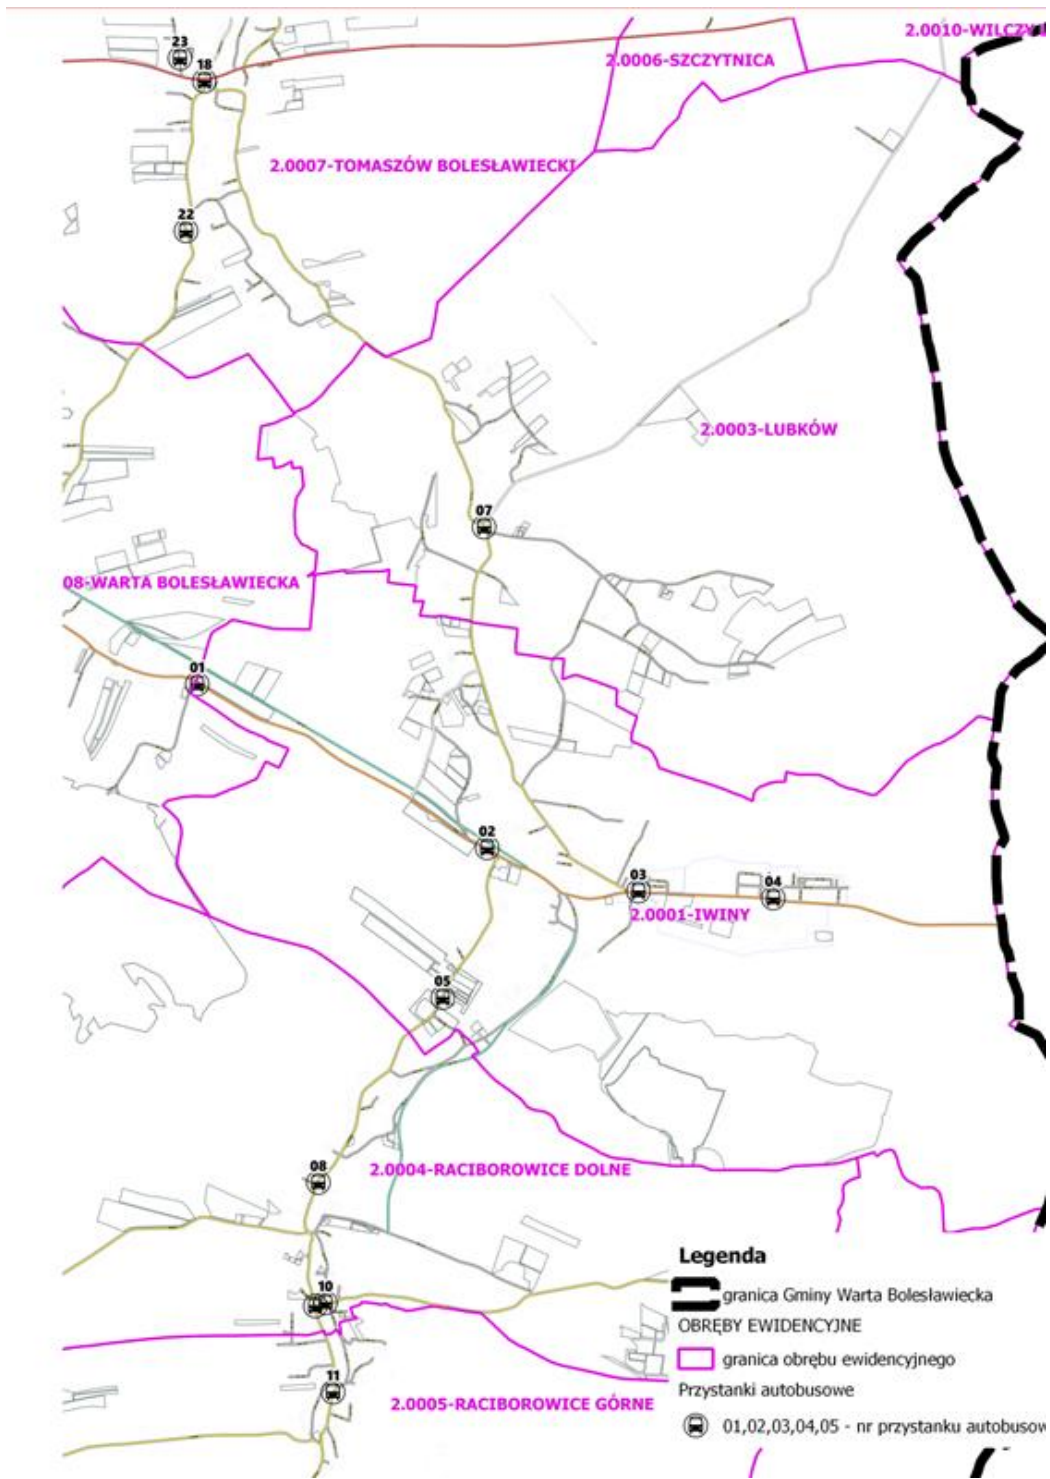 2.0010-WILCZY
23
18
2.0006-SZCZYTNICA
2.0007-TOMASZÓW BOLESŁAWIECKI
22
2.0003-LUBKÓW
07
08-WARTA BOLESŁAWIECKA
01
02
03
04
2.0001-IWINY
05
08
2.0004-RACIBOROWICE DOLNE
10
11
2.0005-RACIBOROWICE GÓRNE
Legenda
granica Gminy Warta Bolesławiecka
OBRĘBY EWIDENCYJNE
granica obrębu ewidencyjnego
Przystanki autobusowe
01,02,03,04,05 - nr przystanku autobusow